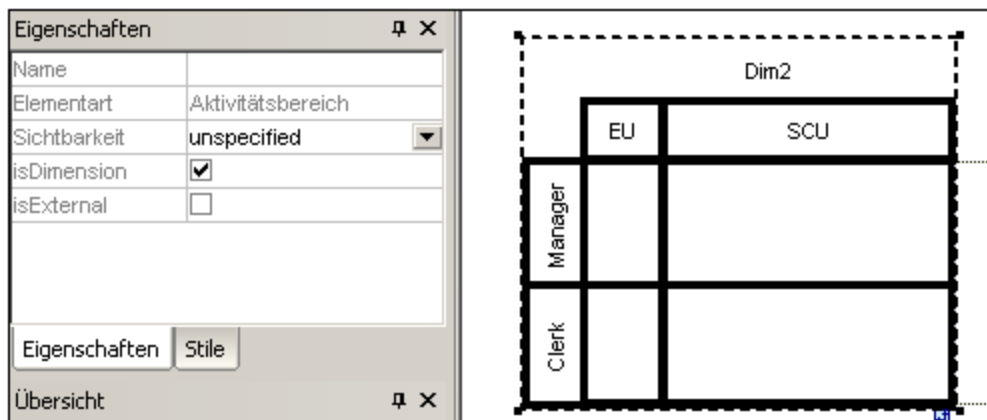 Eigenschaften
Name
Elementart Aktivitätsbereich
Sichtbarkeit unspecified
isDimension
isExternal
Eigenschaften Stile
Übersicht
Dim2
EU SCU
Manager
Clerk